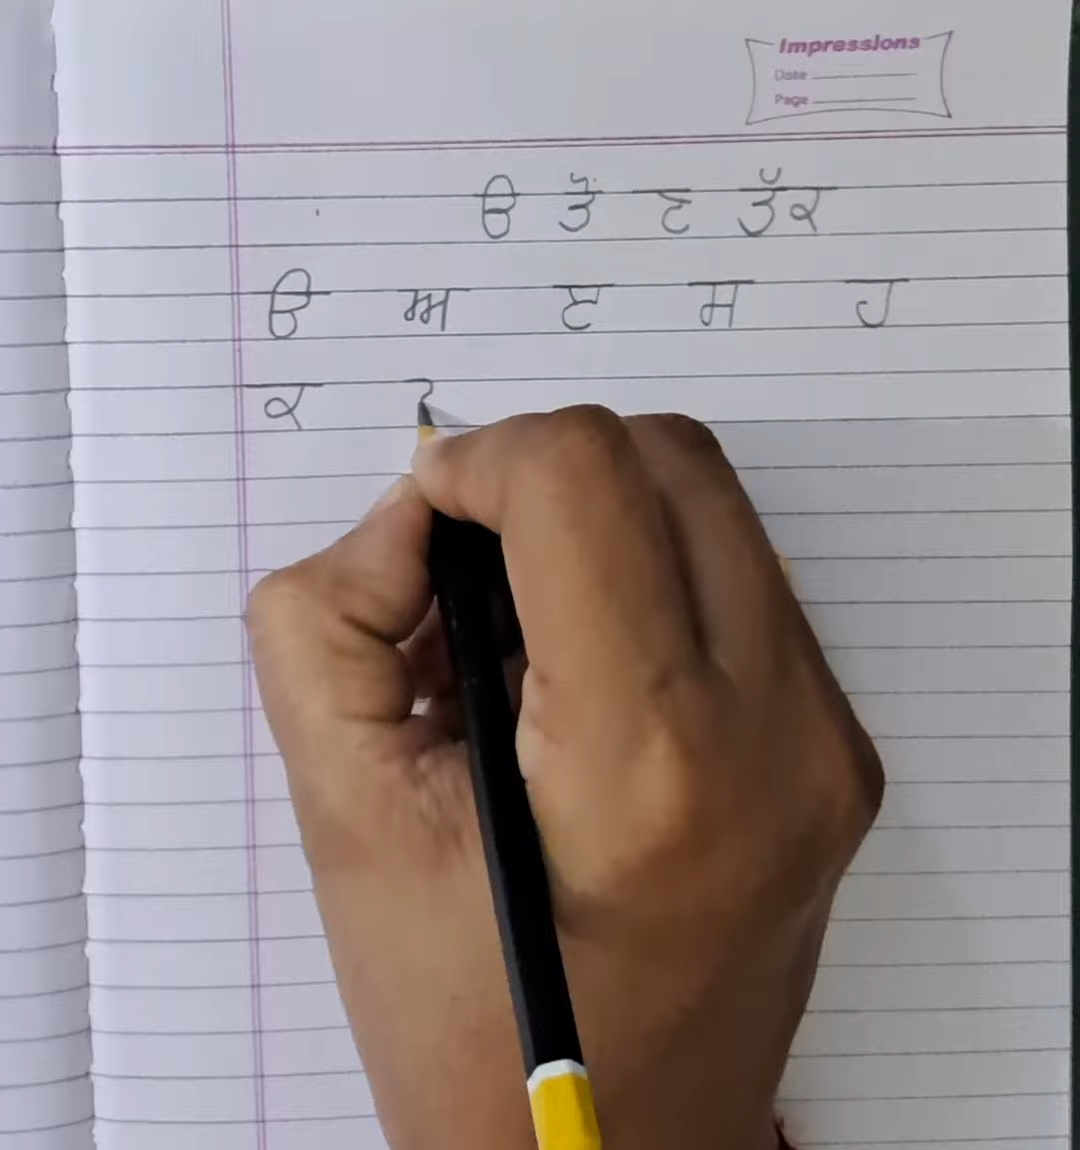 Impressions
Date
Page
ੳ ਤੋਂ ਣ ਤੱਕ
ੳ ਅ ੲ ਸ ਹ
ਕ